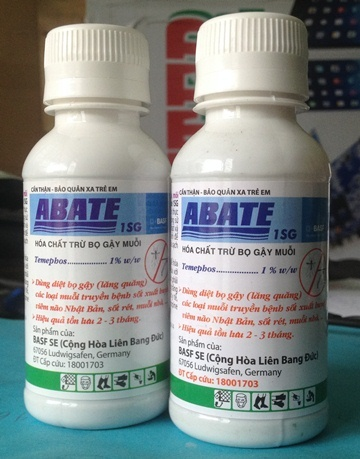 CẨN THẬN - BẢO QUẢN XA TRẺ EM
ABATE
1SG
BASF
HÓA CHẤT TRỪ BỌ GẬY MUỖI
Temephos................ 1% w/w
• Dùng diệt bọ gậy (lăng quăng)
các loại muỗi truyền bệnh sốt xuất huyết,
viêm não Nhật Bản, sốt rét, muỗi nhà,
• Hiệu quả tồn lưu 2 - 3 tháng.
Sản phẩm của:
BASF SE (Cộng Hòa Liên Bang Đức)
67056 Ludwigsafen, Germany
ĐT Cấp cứu: 18001703
CẨN THẬN - BẢO QUẢN XA TRẺ EM
ABATE
1SG
BASF
HÓA CHẤT TRỪ BỌ GẬY MUỖI
Temephos................ 1 % w/w
• Dùng diệt bọ gậy (lăng quăng)
các loại muỗi truyền bệnh sốt xuất huyết,
viêm não Nhật Bản, sốt rét, muỗi nhà,
• Hiệu quả tồn lưu 2 - 3 tháng.
Sản phẩm của:
BASF SE (Cộng Hòa Liên Bang Đức)
67056 Ludwigsafen, Germany
ĐT Cấp cứu: 18001703